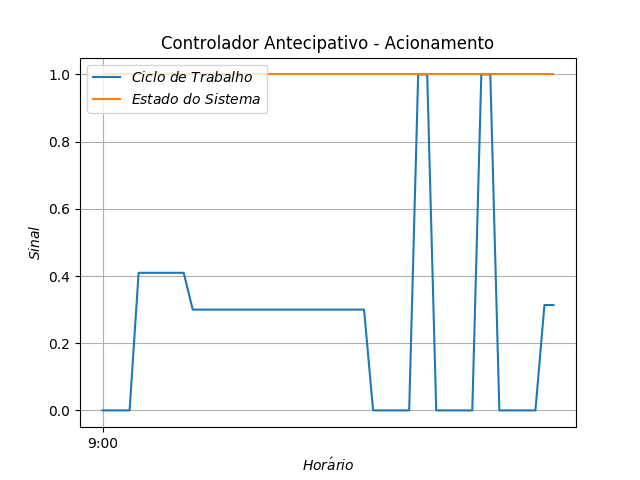 Controlador Antecipativo - Acionamento
Ciclo de Trabalho
Estado do Sistema
1.0
0.8
0.6
0.4
0.2
0.0
Sinal
9:00
Horário